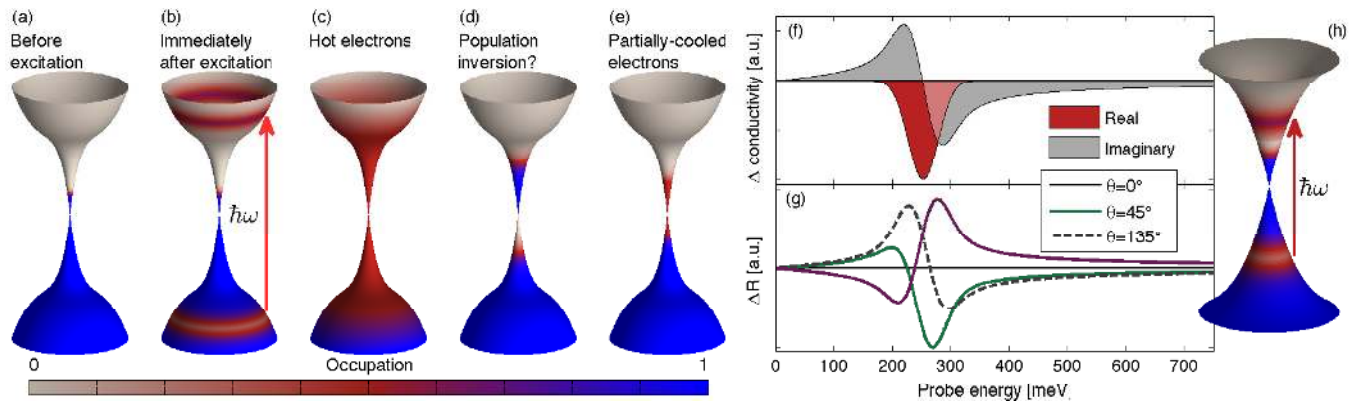 (a)
Before
excitation
(b)
Immediately
after excitation
ħω
(c)
Hot electrons
(d)
Population
inversion?
(e)
Partially-cooled
electrons
0
Occupation
1
(f)
Δ conductivity [a.u.]
Real
Imaginary
(g)
ΔR [a.u.]
θ=0°
θ=45°
θ=135°
0 100 200 300 400 500 600 700
Probe energy [meV]
(h)
ħω